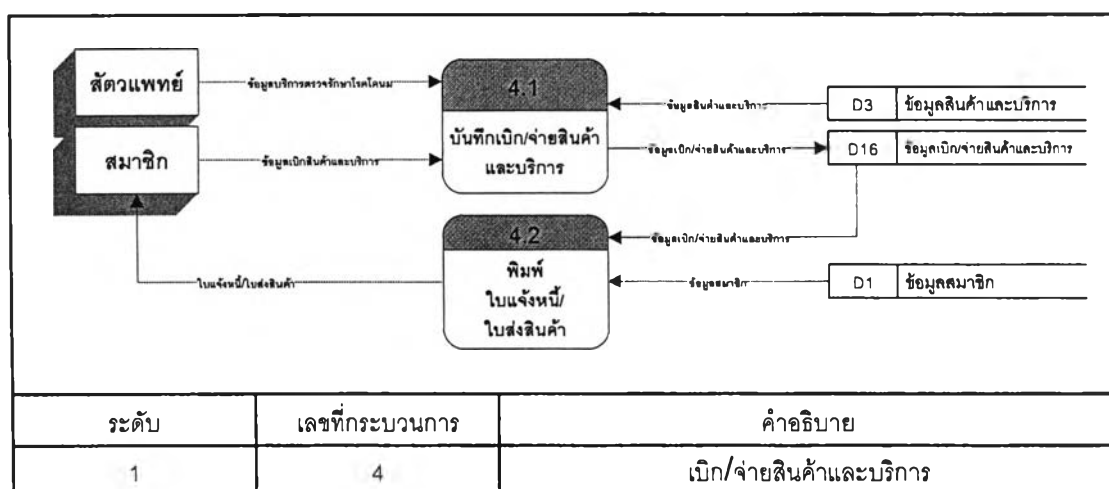 สัตวแพทย์
ข้อมูลบริการตรวจรักษาโรคโคนม
4.1
ข้อมูลสินค้าและบริการ
D3
ข้อมูลสินค้าและบริการ
สมาชิก
ข้อมูลเบิกสินค้าและบริการ
บันทึกเบิก/จ่ายสินค้า
และบริการ
ข้อมูลเบิก/จ่ายสินค้าและบริการ
D16
ข้อมูลเบิก/จ่ายสินค้าและบริการ
4.2
ข้อมูลเบิก/จ่ายสินค้าและบริการ
ใบแจ้งหนี้/ใบส่งสินค้า
พิมพ์
ใบแจ้งหนี้/
ใบส่งสินค้า
ข้อมูลสมาชิก
D1
ข้อมูลสมาชิก
ระดับ
เลขที่กระบวนการ
คำอธิบาย
1
4
เบิก/จ่ายสินค้าและบริการ